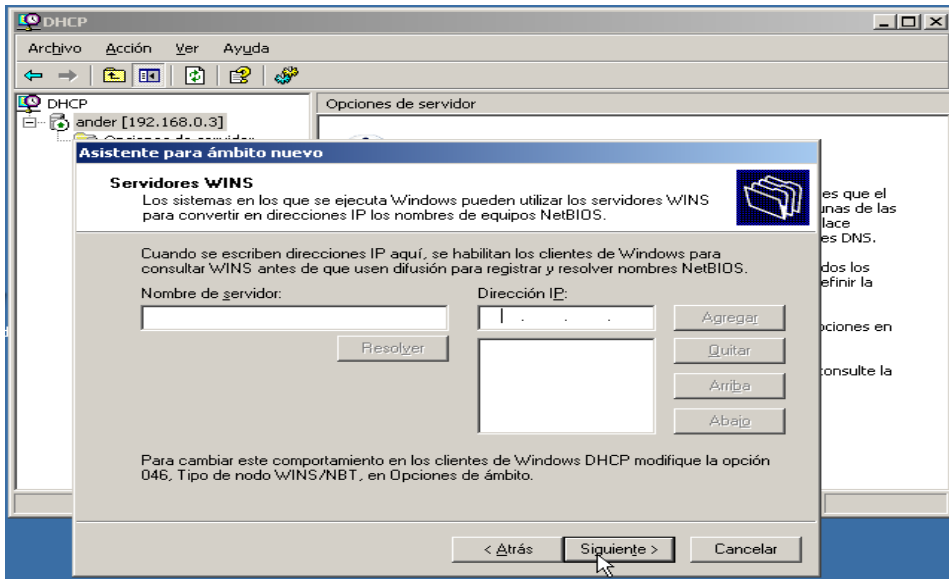 DHCP
Archivo Acción Ver Ayuda
DHCP
Opciones de servidor
ander [192.168.0.3]
Opciones de servidor
Asistente para ámbito nuevo
Servidores WINS
Los sistemas en los que se ejecuta Windows pueden utilizar los servidores WINS
para convertir en direcciones IP los nombres de equipos NetBIOS.
es que el
unas de las
lace
es DNS.
Cuando se escriben direcciones IP aquí, se habilitan los clientes de Windows para
consultar WINS antes de que usen difusión para registrar y resolver nombres NetBIOS.
dos los
efinir la
Nombre de servidor:
Dirección IP:
Agregar
pciones en
Resolver
Quitar
consulte la
Arriba
Abajo
Para cambiar este comportamiento en los clientes de Windows DHCP modifique la opción
046, Tipo de nodo WINS/NBT, en Opciones de ámbito.
< Atrás
Siguiente >
Cancelar